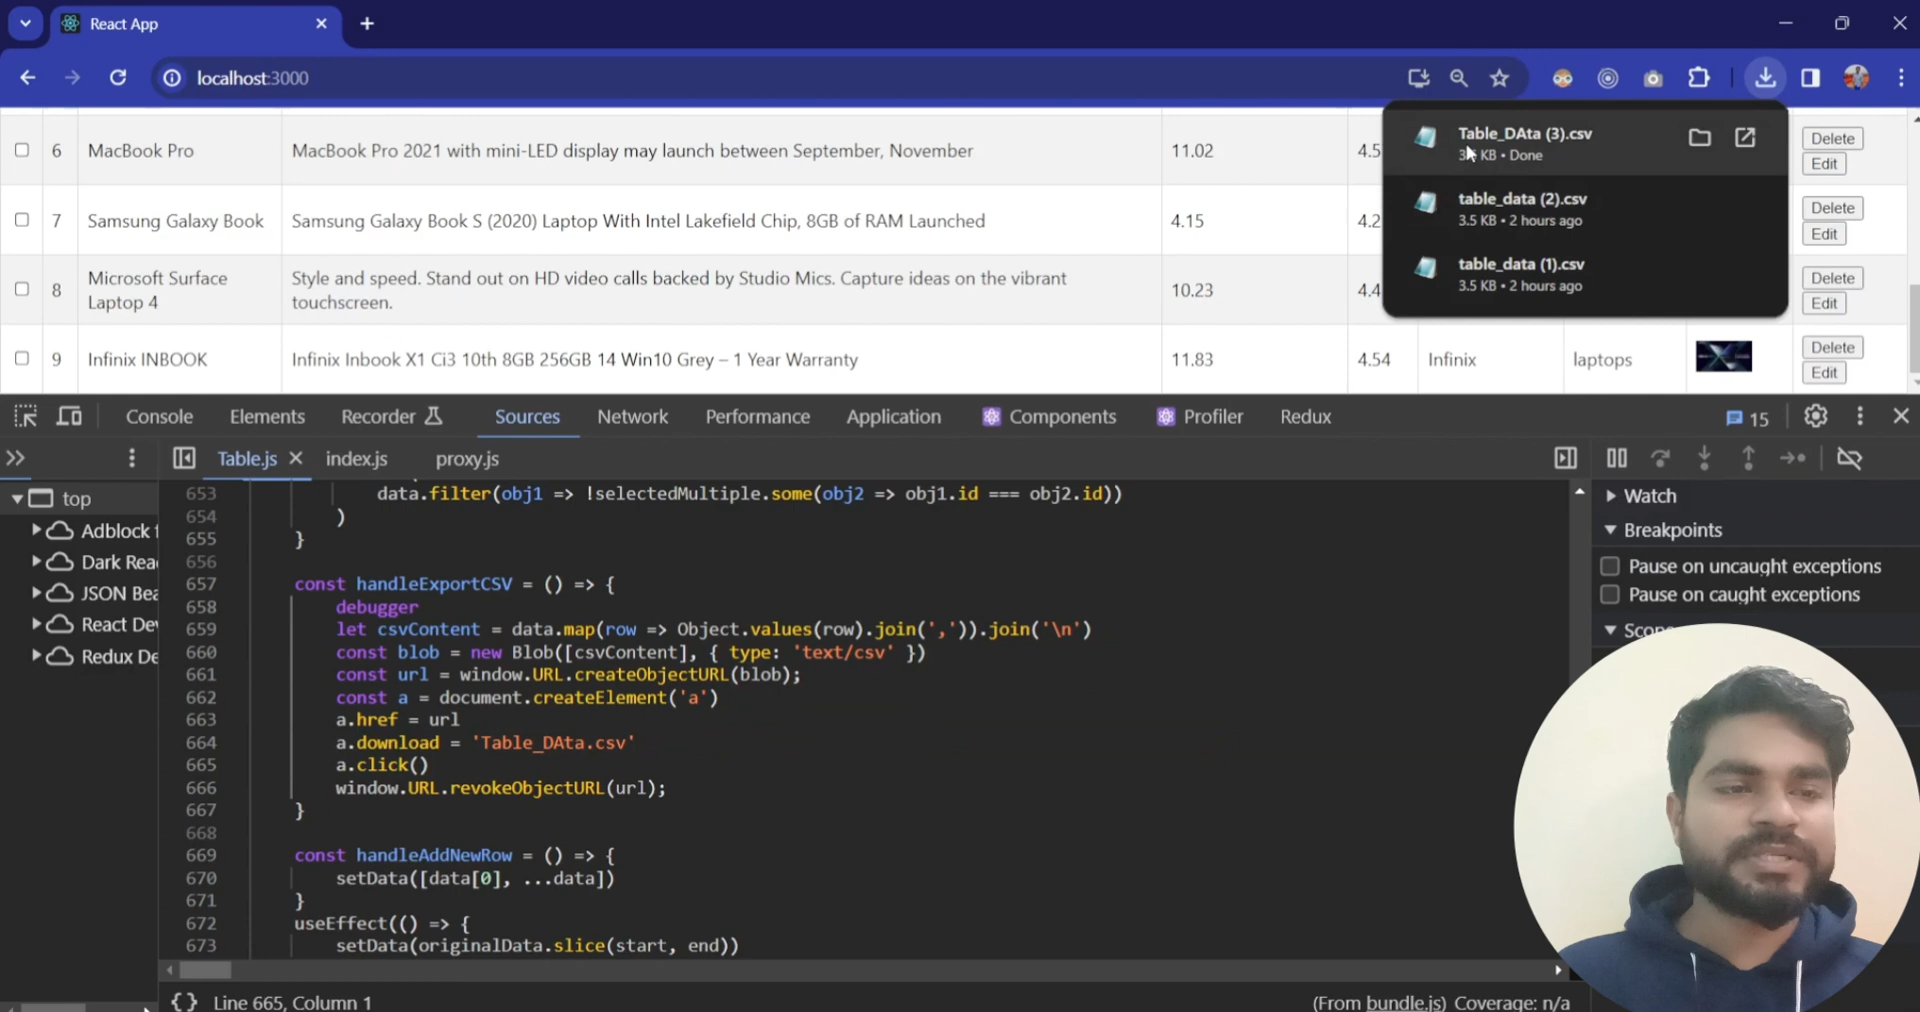 React App
localhost:3000
Table_DAta (3).csv
KB • Done
table_data (2).csv
3.5 KB • 2 hours ago
table_data (1).csv
3.5 KB • 2 hours ago
6 MacBook Pro MacBook Pro 2021 with mini-LED display may launch between September, November 11.02 4.5 Delete
Edit
7 Samsung Galaxy Book Samsung Galaxy Book S (2020) Laptop With Intel Lakefield Chip, 8GB of RAM Launched 4.15 4.2 Delete
Edit
8 Microsoft Surface Laptop 4 Style and speed. Stand out on HD video calls backed by Studio Mics. Capture ideas on the vibrant touchscreen. 10.23 4.4 Delete
Edit
9 Infinix INBOOK Infinix Inbook X1 Ci3 10th 8GB 256GB 14 Win10 Grey – 1 Year Warranty 11.83 4.54 Infinix laptops Delete
Edit
Console Elements Recorder Sources Network Performance Application Components Profiler Redux 15
Table.js index.js proxy.js
top
Adblock f
Dark Rea
JSON Bea
React Dev
Redux De
653 data.filter(obj1 => !selectedMultiple.some(obj2 => obj1.id === obj2.id))
654 )
655 }
656
657 const handleExportCSV = () => {
658 debugger
659 let csvContent = data.map(row => Object.values(row).join(',')).join('\n')
660 const blob = new Blob([csvContent], { type: 'text/csv' })
661 const url = window.URL.createObjectURL(blob);
662 const a = document.createElement('a')
663 a.href = url
664 a.download = 'Table_DAta.csv'
665 a.click()
666 window.URL.revokeObjectURL(url);
667 }
668
669 const handleAddNewRow = () => {
670 setData([data[0], ...data])
671 }
672 useEffect(() => {
673 setData(originalData.slice(start, end))
Watch
Breakpoints
Pause on uncaught exceptions
Pause on caught exceptions
Scope
{} Line 665, Column 1 (From bundle.js) Coverage: n/a